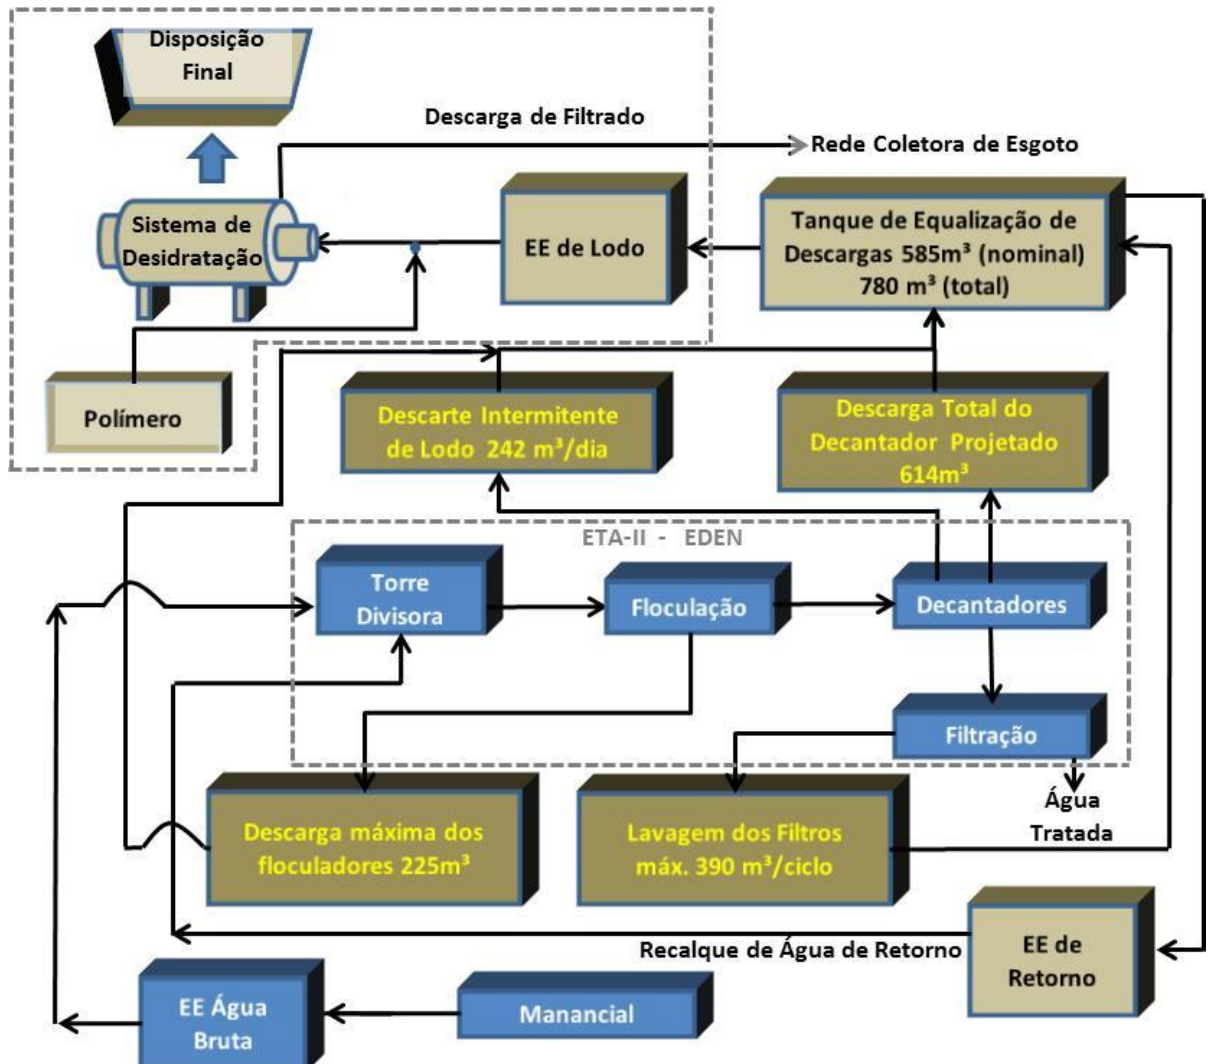 Disposição
Final
Descarga de Filtrado
Rede Coletora de Esgoto
Sistema de
Desidratação
EE de Lodo
Tanque de Equalização de
Descargas 585m³ (nominal)
780 m³ (total)
Polímero
Descarte Intermitente
de Lodo 242 m³/dia
Descarga Total do
Decantador Projetado
614m³
ETA-II - EDEN
Torre
Divisora
Floculação
Decantadores
Filtração
Água
Tratada
Descarga máxima dos
floculadores 225m³
Lavagem dos Filtros
máx. 390 m³/ciclo
Recalque de Água de Retorno
EE de
Retorno
EE Água
Bruta
Manancial